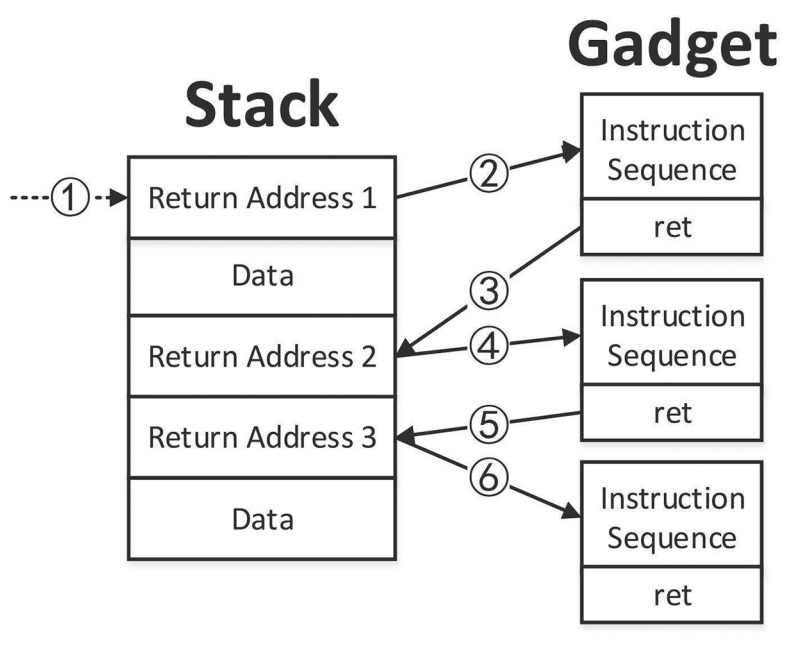 Gadget
Stack
Instruction
Sequence
ret
1
Return Address 1
2
Data
3
Return Address 2
4
Instruction
Sequence
ret
Return Address 3
5
6
Data
Instruction
Sequence
ret